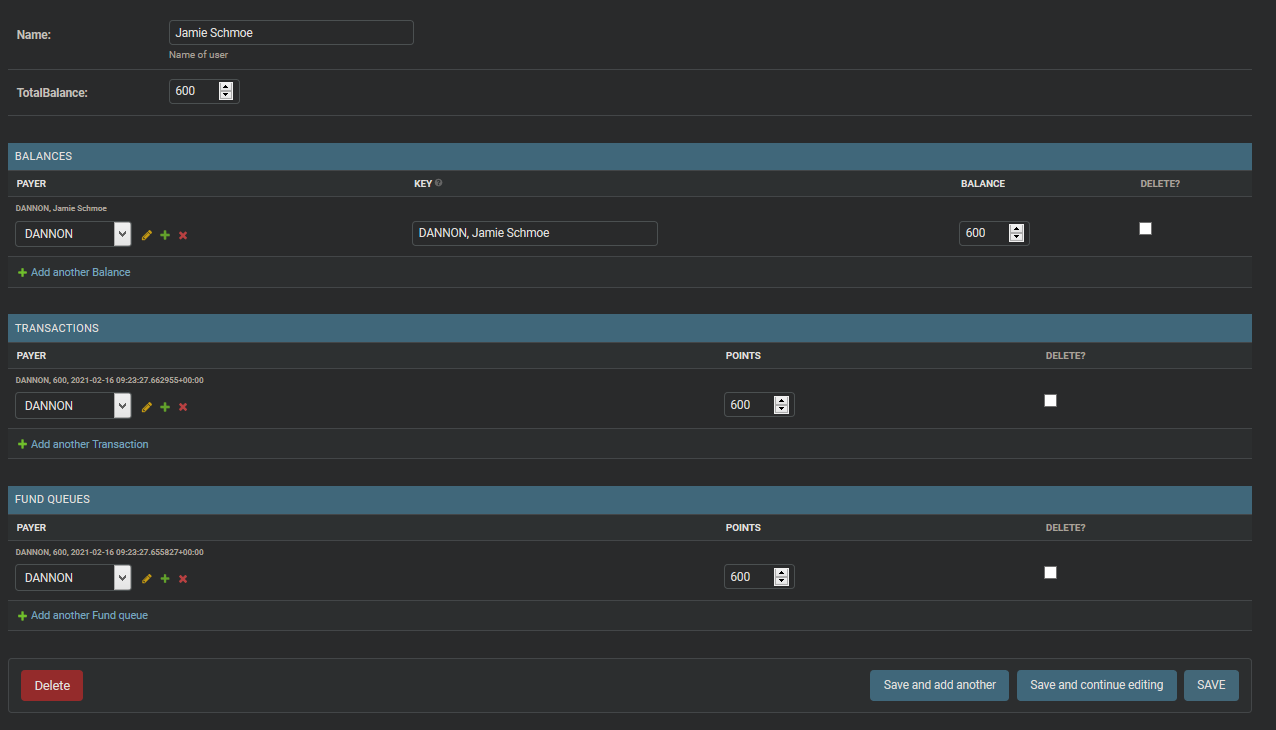 Name: Jamie Schmoe
Name of user
TotalBalance: 600
BALANCES
PAYER KEY ? BALANCE DELETE?
DANNON, Jamie Schmoe
DANNON DANNON, Jamie Schmoe 600
Add another Balance
TRANSACTIONS
PAYER POINTS DELETE?
DANNON, 600, 2021-02-16 09:23:27.662955+00:00
DANNON 600
Add another Transaction
FUND QUEUES
PAYER POINTS DELETE?
DANNON, 600, 2021-02-16 09:23:27.655827+00:00
DANNON 600
Add another Fund queue
Delete Save and add another Save and continue editing SAVE